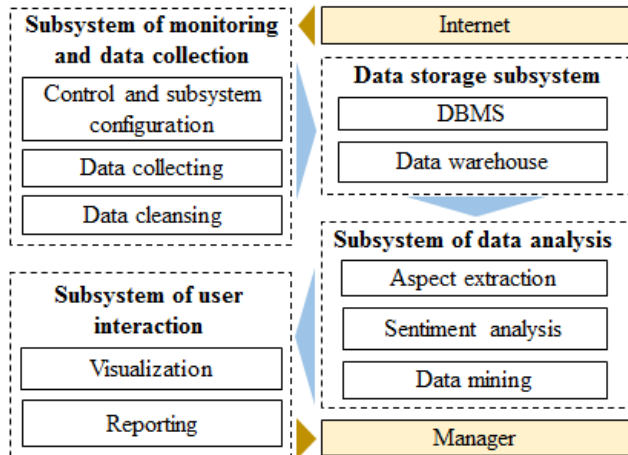 Subsystem of monitoring
and data collection
Control and subsystem
configuration
Data collecting
Data cleansing
Internet
Data storage subsystem
DBMS
Data warehouse
Subsystem of data analysis
Aspect extraction
Sentiment analysis
Data mining
Subsystem of user
interaction
Visualization
Reporting
Manager